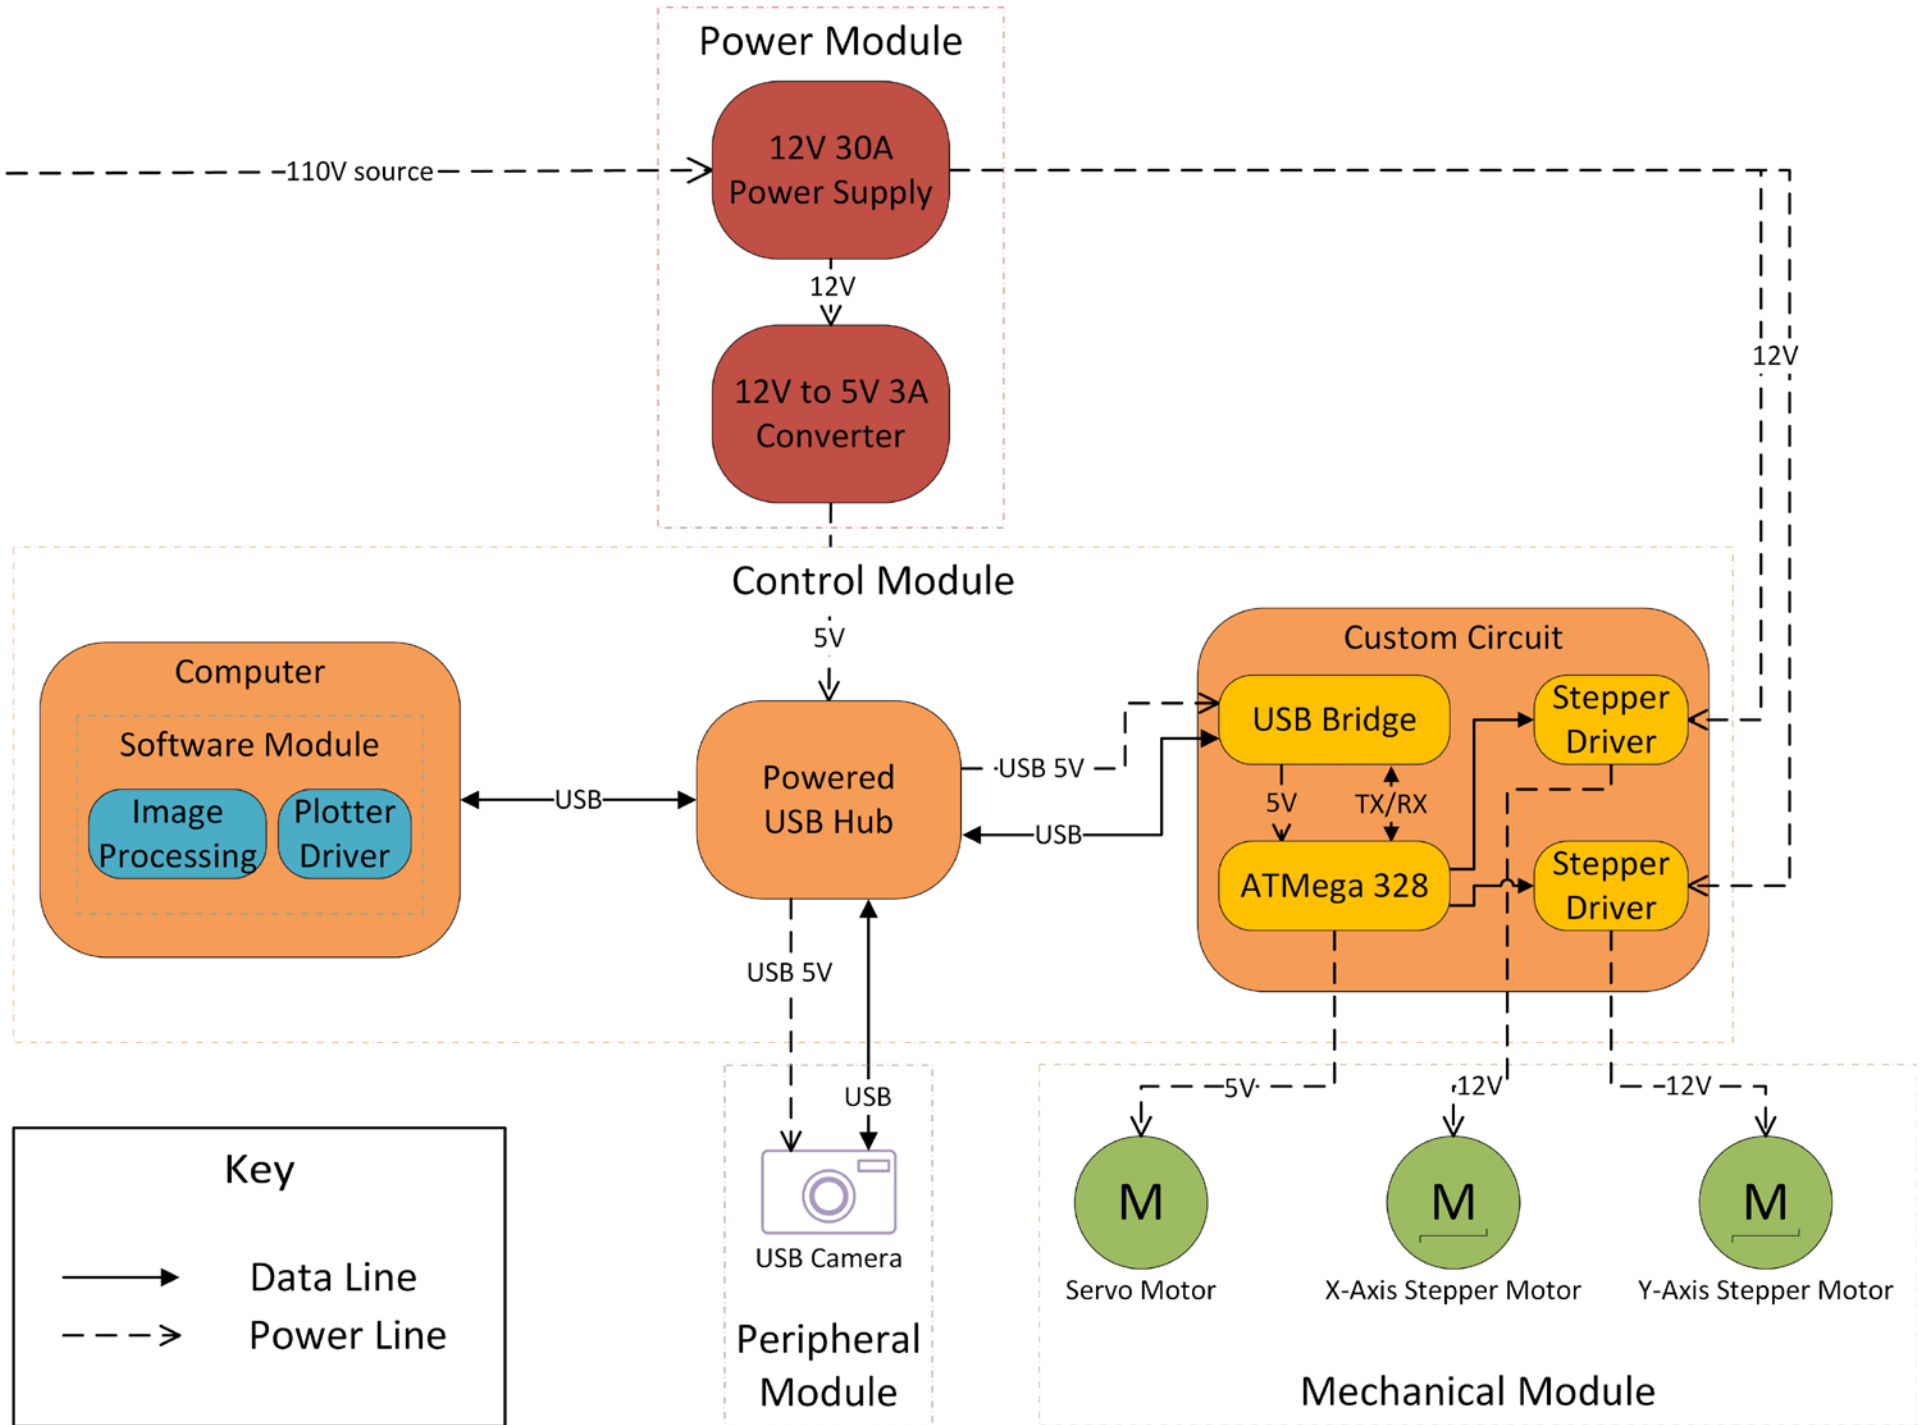 Power Module
12V 30A
Power Supply
110V source
12V
12V to 5V 3A
Converter
12V
Control Module
5V
Computer
Software Module
Image
Processing
Plotter
Driver
USB
Powered
USB Hub
USB 5V
USB
Custom Circuit
USB Bridge
Stepper
Driver
5V
TX/RX
ATMega 328
Stepper
Driver
USB 5V
USB
USB Camera
Peripheral
Module
5V
12V
12V
M
M
M
Servo Motor
X-Axis Stepper Motor
Y-Axis Stepper Motor
Mechanical Module
Key
Data Line
Power Line